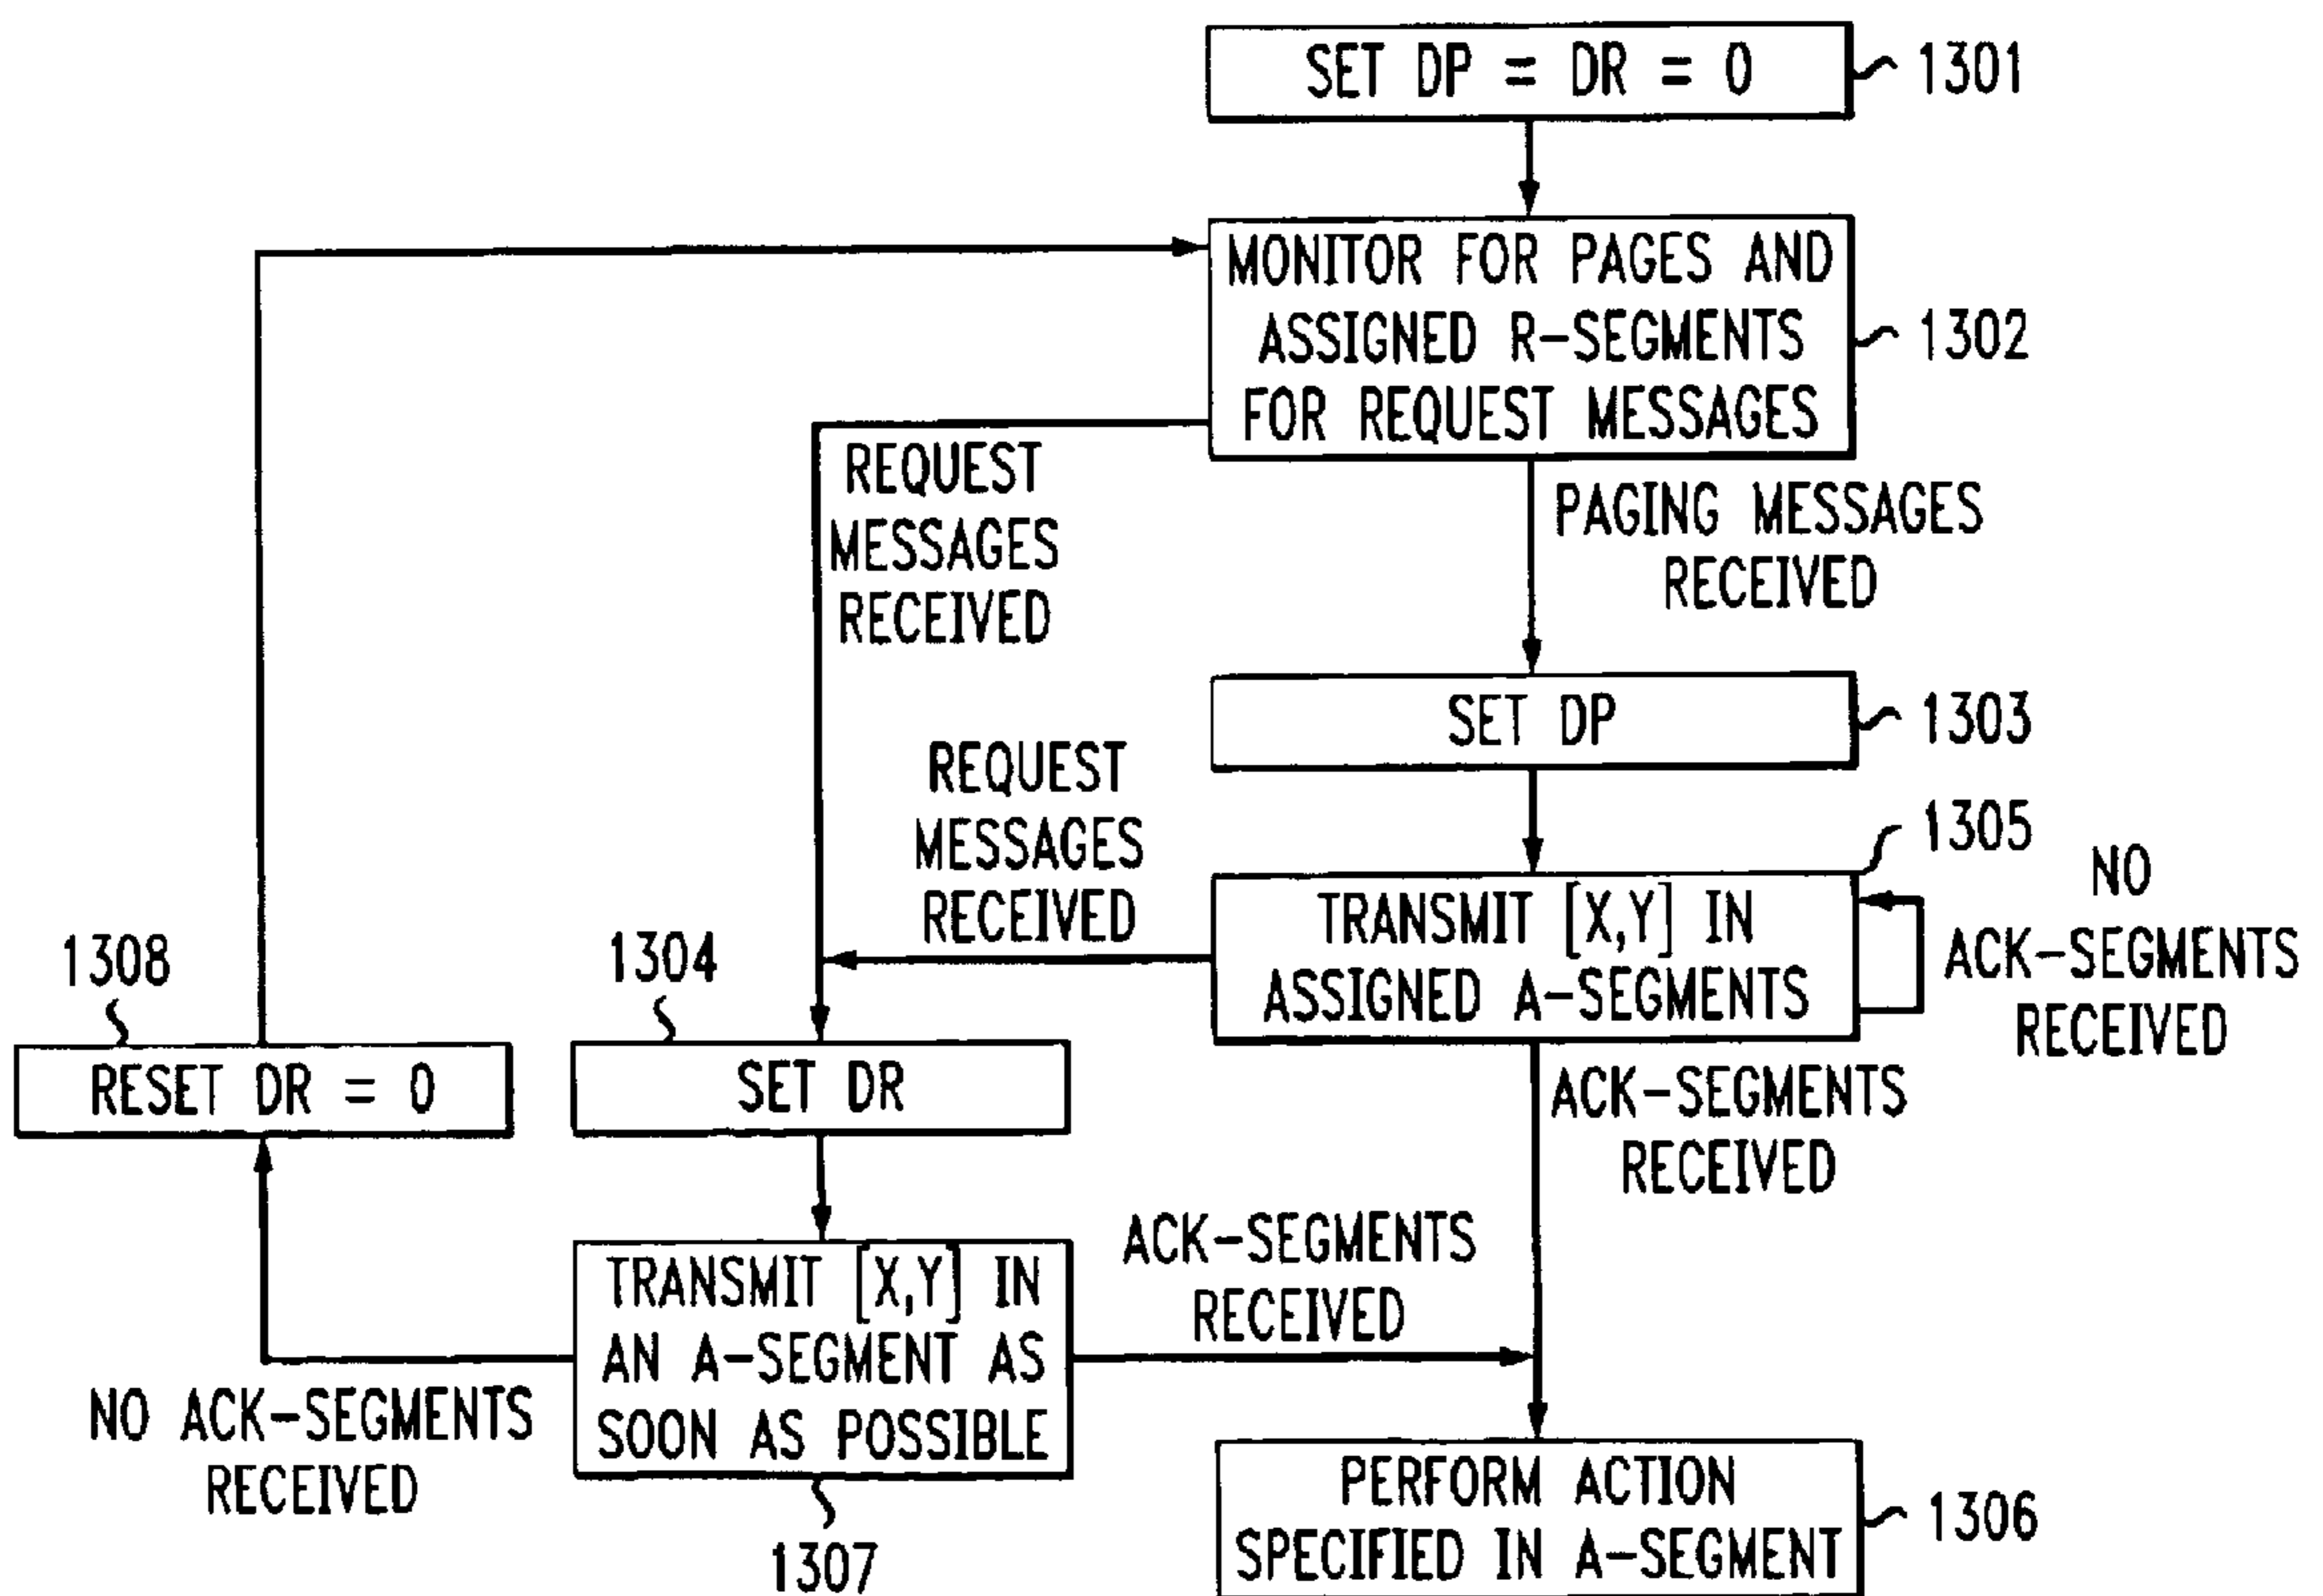 SET DP = DR = 0
1301
MONITOR FOR PAGES AND
ASSIGNED R-SEGMENTS
FOR REQUEST MESSAGES
1302
REQUEST
MESSAGES
RECEIVED
PAGING MESSAGES
RECEIVED
SET DP
1303
REQUEST
MESSAGES
RECEIVED
1305
TRANSMIT [X,Y] IN
ASSIGNED A-SEGMENTS
NO
ACK-SEGMENTS
RECEIVED
1308
RESET DR = 0
1304
SET DR
ACK-SEGMENTS
RECEIVED
TRANSMIT [X,Y] IN
AN A-SEGMENT AS
SOON AS POSSIBLE
1307
ACK-SEGMENTS
RECEIVED
NO ACK-SEGMENTS
RECEIVED
PERFORM ACTION
SPECIFIED IN A-SEGMENT
1306